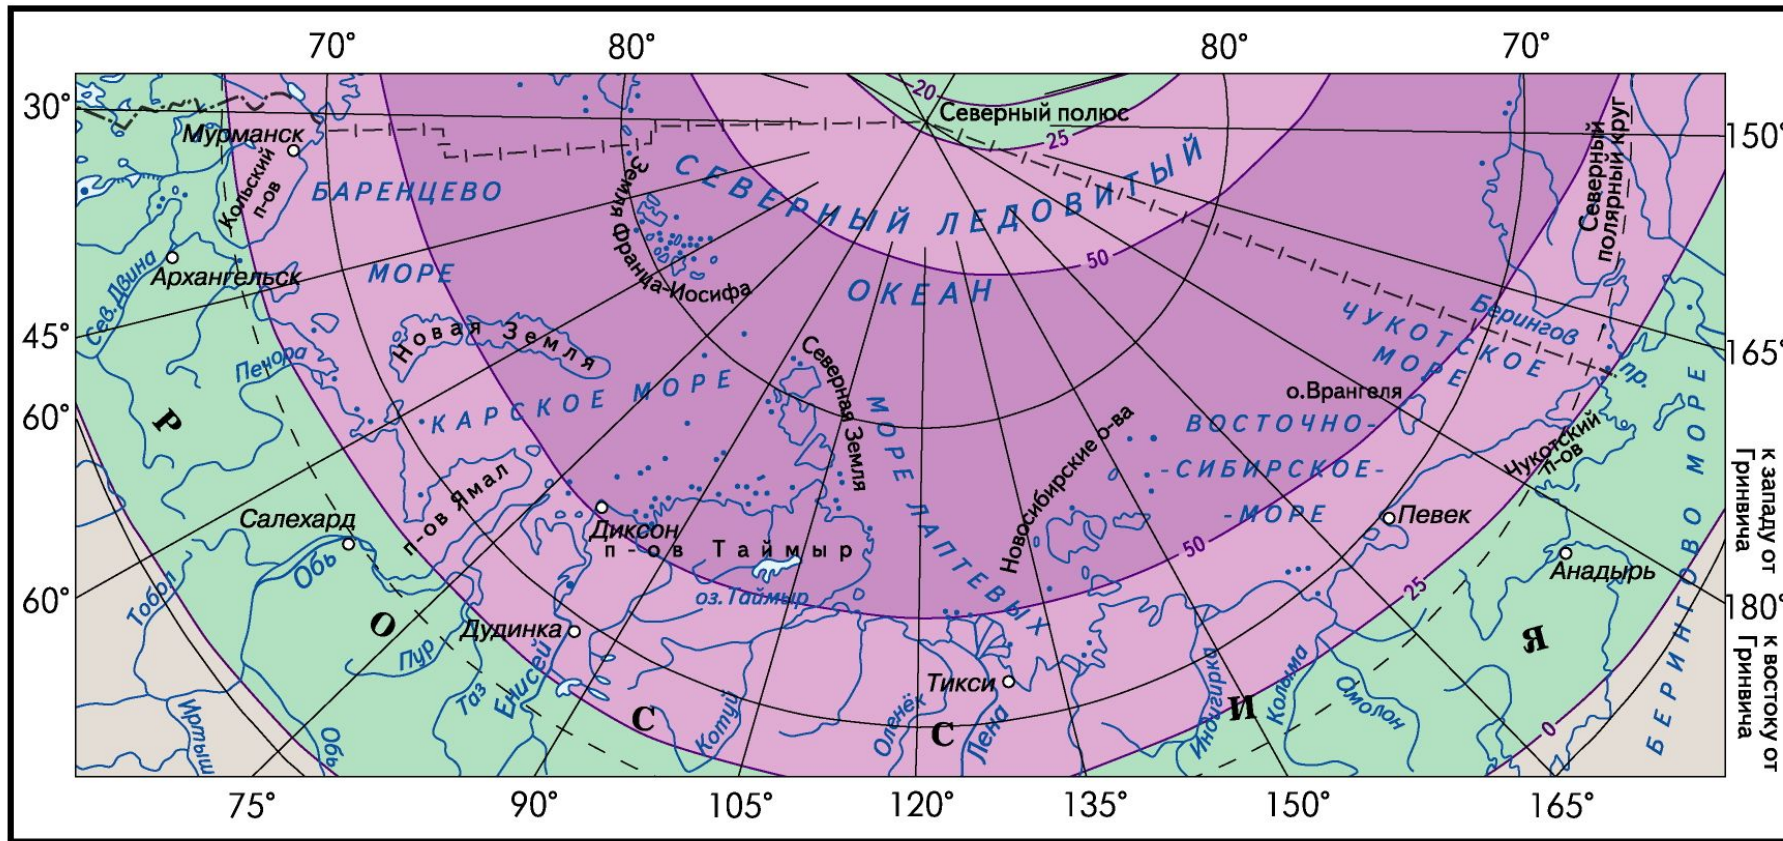 70°
80°
80°
70°
30°
45°
60°
60°
150°
165°
180°
к западу от
Гринвича
к востоку от
Гринвича
75°
90°
105°
120°
135°
150°
165°
20
25
50
50
25
0
Северный полюс
Северный
полярный круг
СЕВЕРНЫЙ ЛЕДОВИТЫЙ
ОКЕАН
Мурманск
Кольский
п-ов
БАРЕНЦЕВО
МОРЕ
Земля Франца-Иосифа
Архангельск
Сев. Двина
Печора
Новая Земля
КАРСКОЕ МОРЕ
Северная Земля
МОРЕ ЛАПТЕВЫХ
Новосибирские о-ва
ВОСТОЧНО-
-СИБИРСКОЕ-
-МОРЕ
о.Врангеля
ЧУКОТСКОЕ
МОРЕ
Берингов
пр.
Чукотский
п-ов
БЕРИНГОВО МОРЕ
Певек
Анадырь
п-ов Ямал
Салехард
Обь
Тобол
Иртыш
Обь
Пур
Таз
Енисей
Дудинка
Диксон
п-ов Таймыр
оз.Таймыр
Котуй
Оленёк
Лена
Тикси
Индигирка
Колыма
Омолон
РОССИЯ